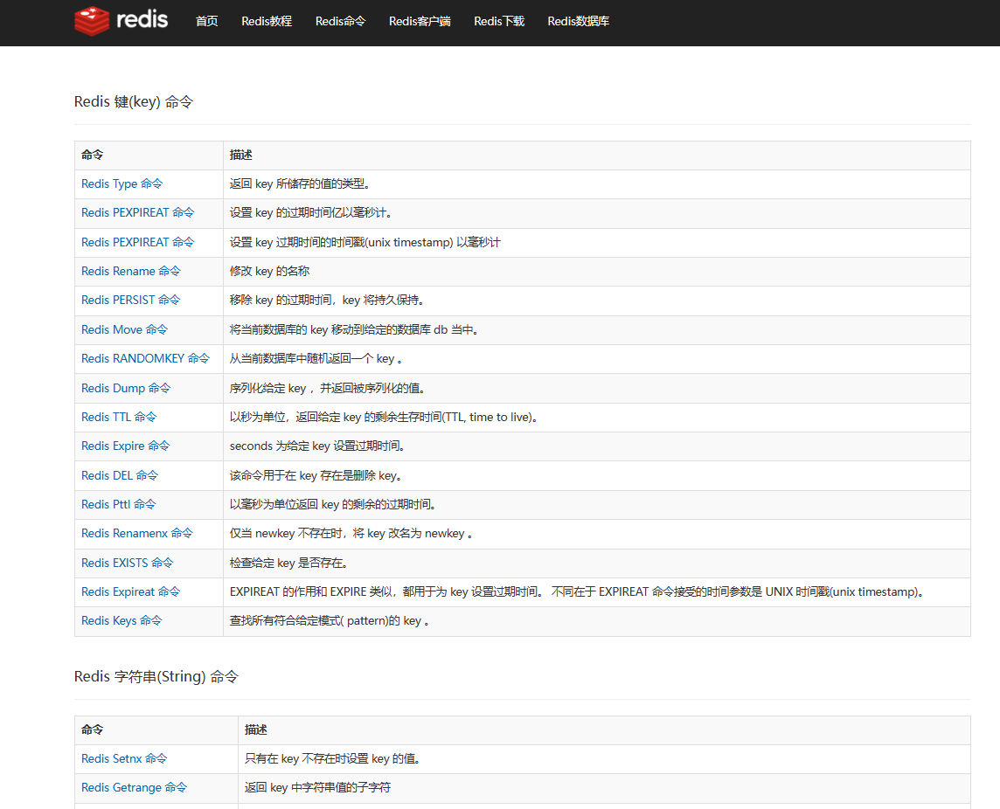 redis 首页 Redis教程 Redis命令 Redis客户端 Redis下载 Redis数据库
Redis 键(key) 命令
命令 描述
Redis Type 命令 返回 key 所储存的值的类型。
Redis PEXPIREAT 命令 设置 key 的过期时间亿以毫秒计。
Redis PEXPIREAT 命令 设置 key 过期时间的时间戳(unix timestamp) 以毫秒计
Redis Rename 命令 修改 key 的名称
Redis PERSIST 命令 移除 key 的过期时间，key 将持久保持。
Redis Move 命令 将当前数据库的 key 移动到给定的数据库 db 当中。
Redis RANDOMKEY 命令 从当前数据库中随机返回一个 key 。
Redis Dump 命令 序列化给定 key ，并返回被序列化的值。
Redis TTL 命令 以秒为单位，返回给定 key 的剩余生存时间(TTL, time to live)。
Redis Expire 命令 seconds 为给定 key 设置过期时间。
Redis DEL 命令 该命令用于在 key 存在是删除 key。
Redis Pttl 命令 以毫秒为单位返回 key 的剩余的过期时间。
Redis Renamenx 命令 仅当 newkey 不存在时，将 key 改名为 newkey 。
Redis EXISTS 命令 检查给定 key 是否存在。
Redis Expireat 命令 EXPIREAT 的作用和 EXPIRE 类似，都用于为 key 设置过期时间。 不同在于 EXPIREAT 命令接受的时间参数是 UNIX 时间戳(unix timestamp)。
Redis Keys 命令 查找所有符合给定模式( pattern)的 key 。
Redis 字符串(String) 命令
命令 描述
Redis Setnx 命令 只有在 key 不存在时设置 key 的值。
Redis Getrange 命令 返回 key 中字符串值的子字符